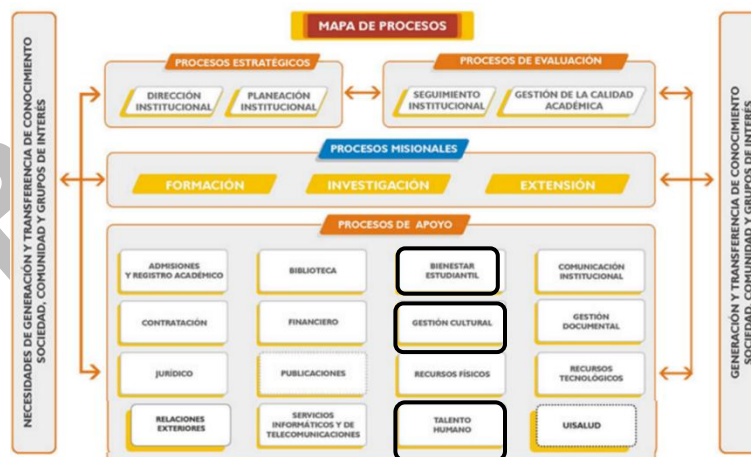 MAPA DE PROCESOS
NECESIDADES DE GENERACIÓN Y TRANSFERENCIA DE CONOCIMIENTO
SOCIEDAD, COMUNIDAD Y GRUPOS DE INTERÉS
PROCESOS ESTRATÉGICOS
DIRECCIÓN
INSTITUCIONAL
PLANEACIÓN
INSTITUCIONAL
PROCESOS DE EVALUACIÓN
SEGUIMIENTO
INSTITUCIONAL
GESTIÓN DE LA CALIDAD
ACADÉMICA
PROCESOS MISIONALES
FORMACIÓN
INVESTIGACIÓN
EXTENSIÓN
PROCESOS DE APOYO
ADMISIONES
Y REGISTRO ACADÉMICO
BIBLIOTECA
BIENESTAR
ESTUDIANTIL
COMUNICACIÓN
INSTITUCIONAL
CONTRATACIÓN
FINANCIERO
GESTIÓN CULTURAL
GESTIÓN
DOCUMENTAL
JURÍDICO
PUBLICACIONES
RECURSOS FÍSICOS
RECURSOS
TECNOLÓGICOS
RELACIONES
EXTERIORES
SERVICIOS
INFORMÁTICOS Y DE
TELECOMUNICACIONES
TALENTO
HUMANO
UISALUD
GENERACIÓN Y TRANSFERENCIA DE CONOCIMIENTO
SOCIEDAD, COMUNIDAD Y GRUPOS DE INTERÉS